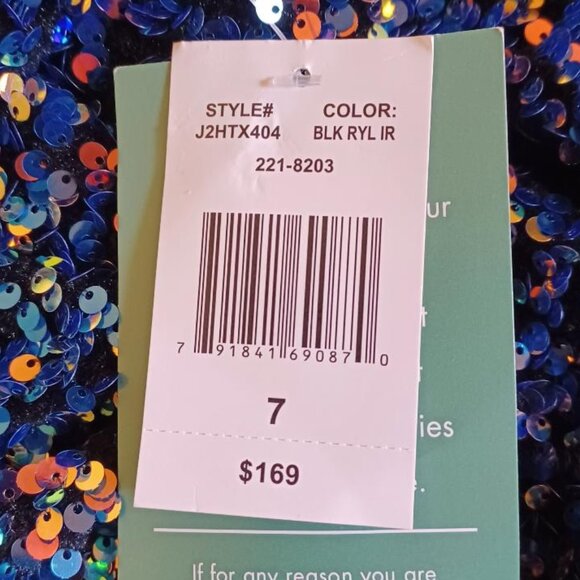 STYLE# COLOR:
J2HTX404 BLK RYL IR
221-8203
7 91841 69087 0
7
$169
ies
If for any reason you are